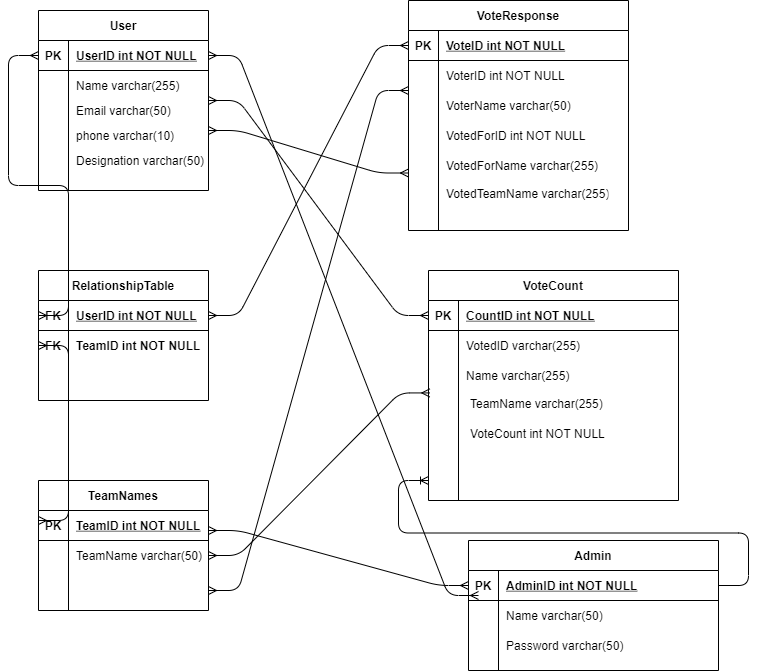 User
PK UserID int NOT NULL
Name varchar(255)
Email varchar(50)
phone varchar(10)
Designation varchar(50)
VoteResponse
PK VoteID int NOT NULL
VoterID int NOT NULL
VoterName varchar(50)
VotedForID int NOT NULL
VotedForName varchar(255)
VotedTeamName varchar(255)
RelationshipTable
FK UserID int NOT NULL
FK TeamID int NOT NULL
VoteCount
PK CountID int NOT NULL
VotedID varchar(255)
Name varchar(255)
TeamName varchar(255)
VoteCount int NOT NULL
TeamNames
PK TeamID int NOT NULL
TeamName varchar(50)
Admin
PK AdminID int NOT NULL
Name varchar(50)
Password varchar(50)